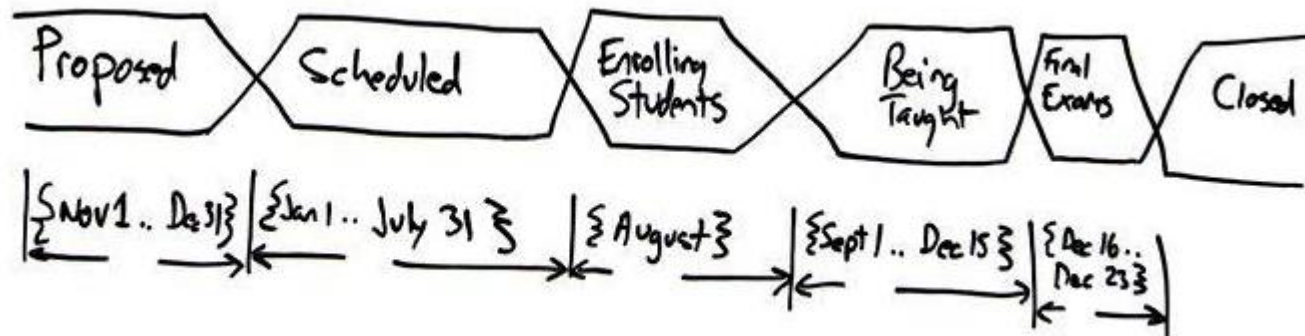 Proposed
Scheduled
Enrolling
Students
Being
Taught
Final
Exams
Closed
{Nov 1 .. Dec 31}
{Jan 1 .. July 31}
{August}
{Sept 1 .. Dec 15}
{Dec 16 ..
Dec 23}